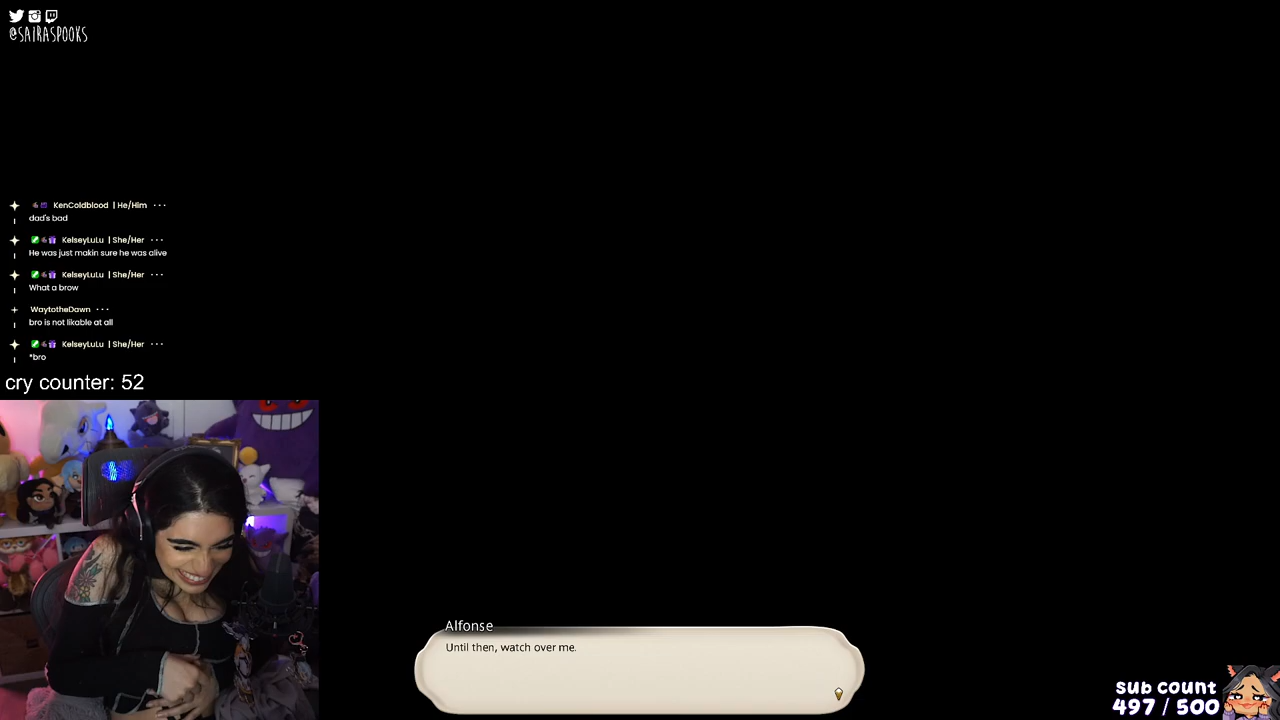 @SAIRASPOOKS
KenColdblood | He/Him ···
dad's bad
KelseyLuLu | She/Her ···
He was just makin sure he was alive
KelseyLuLu | She/Her ···
What a brow
WaytotheDawn ···
bro is not likable at all
KelseyLuLu | She/Her ···
*bro
cry counter: 52
Alfonse
Until then, watch over me.
sub count
497 / 500